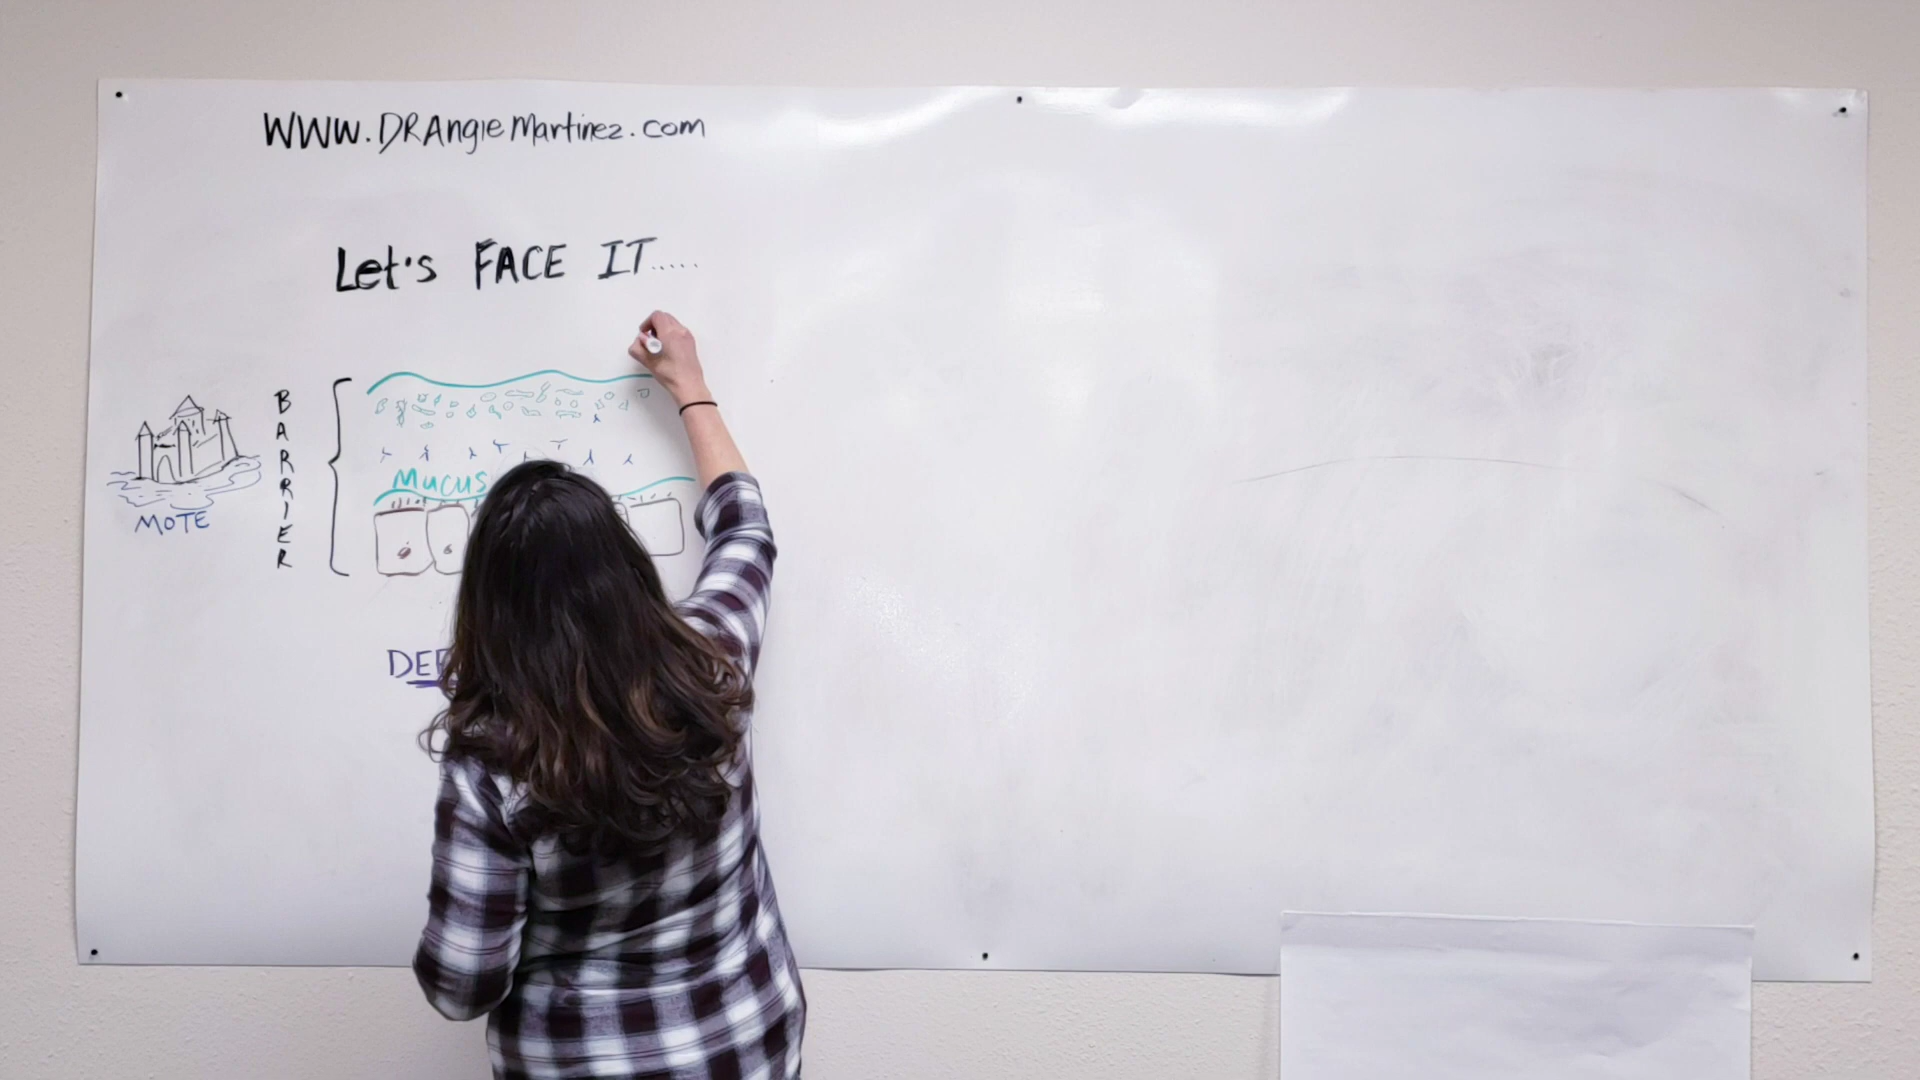 WWW.DRAngieMartinez.com
Let's FACE IT.....
BARRIER
Mucus
MOTE